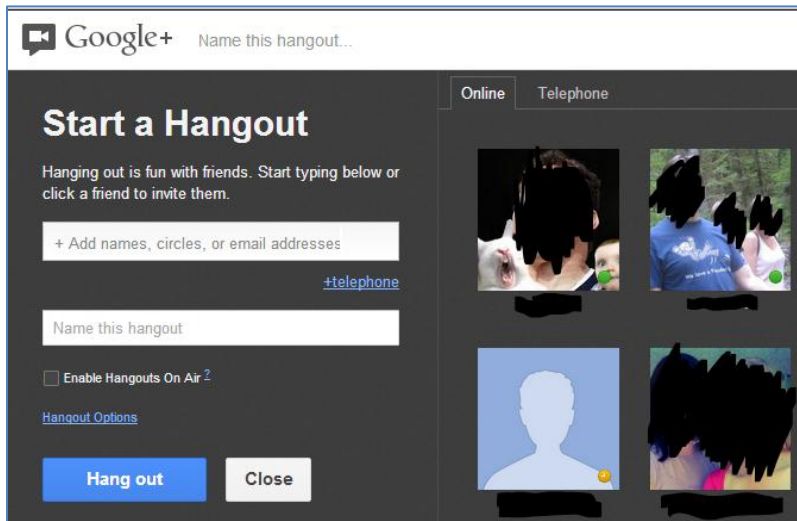 Google+ Name this hangout...
Online Telephone
Start a Hangout
Hanging out is fun with friends. Start typing below or
click a friend to invite them.
+ Add names, circles, or email addresses
+telephone
Name this hangout
Enable Hangouts On Air ?
Hangout Options
Hang out Close